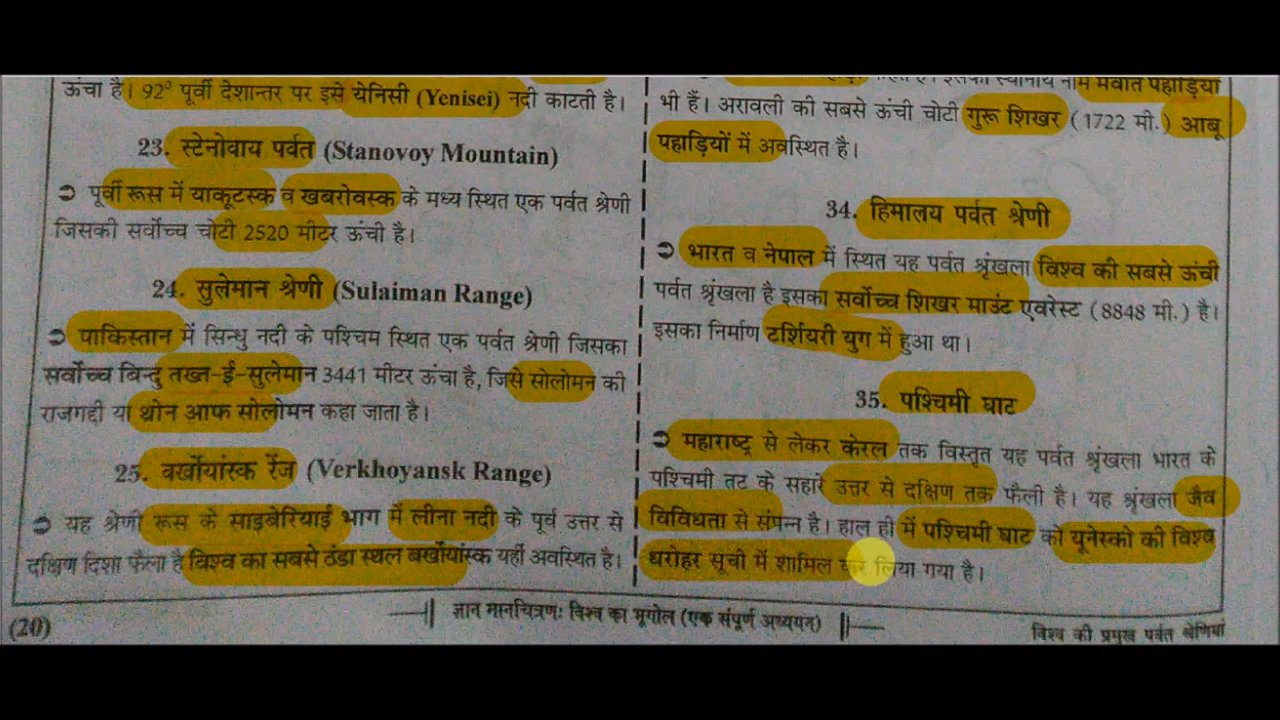 ऊंचा है। 92° पूर्वी देशान्तर पर इसे येनिसी (Yenisei) नदी काटती है।
23. स्टेनोवाय पर्वत (Stanovoy Mountain)
➲ पूर्वी रूस में याकूटस्क व खबरोवस्क के मध्य स्थित एक पर्वत श्रेणी
जिसकी सर्वोच्च चोटी 2520 मीटर ऊंची है।
24. सुलेमान श्रेणी (Sulaiman Range)
➲ पाकिस्तान में सिन्धु नदी के पश्चिम स्थित एक पर्वत श्रेणी जिसका
सर्वोच्च बिन्दु तख्त-ई-सुलेमान 3441 मीटर ऊंचा है, जिसे सोलोमन की
राजगद्दी या थ्रोन आफ सोलोमन कहा जाता है।
25. वर्खोयांस्क रेंज (Verkhoyansk Range)
➲ यह श्रेणी रूस के साइबेरियाई भाग में लीना नदी के पूर्व उत्तर से
दक्षिण दिशा फैला है विश्व का सबसे ठंडा स्थल बर्खोयांस्क यहीं अवस्थित है।
(20)
स्थानीय नाम मेवात पहाड़िया
भी हैं। अरावली की सबसे ऊंची चोटी गुरू शिखर (1722 मी.) आबू
पहाड़ियों में अवस्थित है।
34. हिमालय पर्वत श्रेणी
➲ भारत व नेपाल में स्थित यह पर्वत श्रृंखला विश्व की सबसे ऊंची
पर्वत श्रृंखला है इसका सर्वोच्च शिखर माउंट एवरेस्ट (8848 मी.) है।
इसका निर्माण टर्शियरी युग में हुआ था।
35. पश्चिमी घाट
➲ महाराष्ट्र से लेकर केरल तक विस्तृत यह पर्वत श्रृंखला भारत के
पश्चिमी तट के सहारे उत्तर से दक्षिण तक फैली है। यह श्रृंखला जैव
विविधता से संपन्न है। हाल ही में पश्चिमी घाट को यूनेस्को की विश्व
धरोहर सूची में शामिल कर लिया गया है।
ज्ञान मानचित्रणः विश्व का भूगोल (एक संपूर्ण अध्ययन)
विश्व की प्रमुख पर्वत श्रेणियां